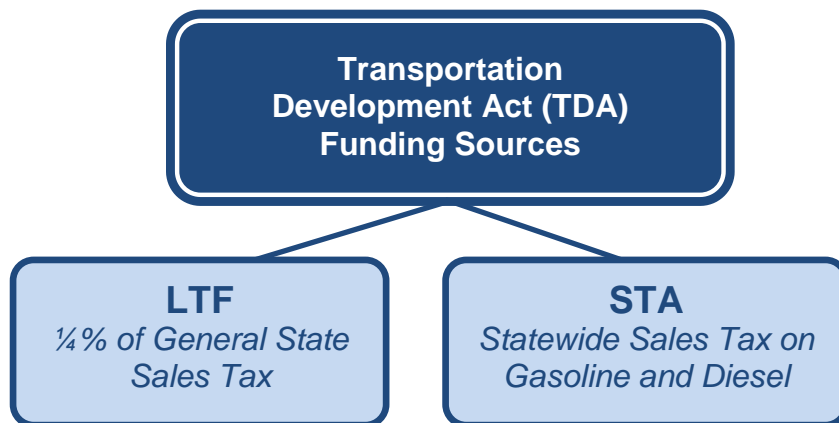 Transportation
Development Act (TDA)
Funding Sources
LTF
¼% of General State
Sales Tax
STA
Statewide Sales Tax on
Gasoline and Diesel